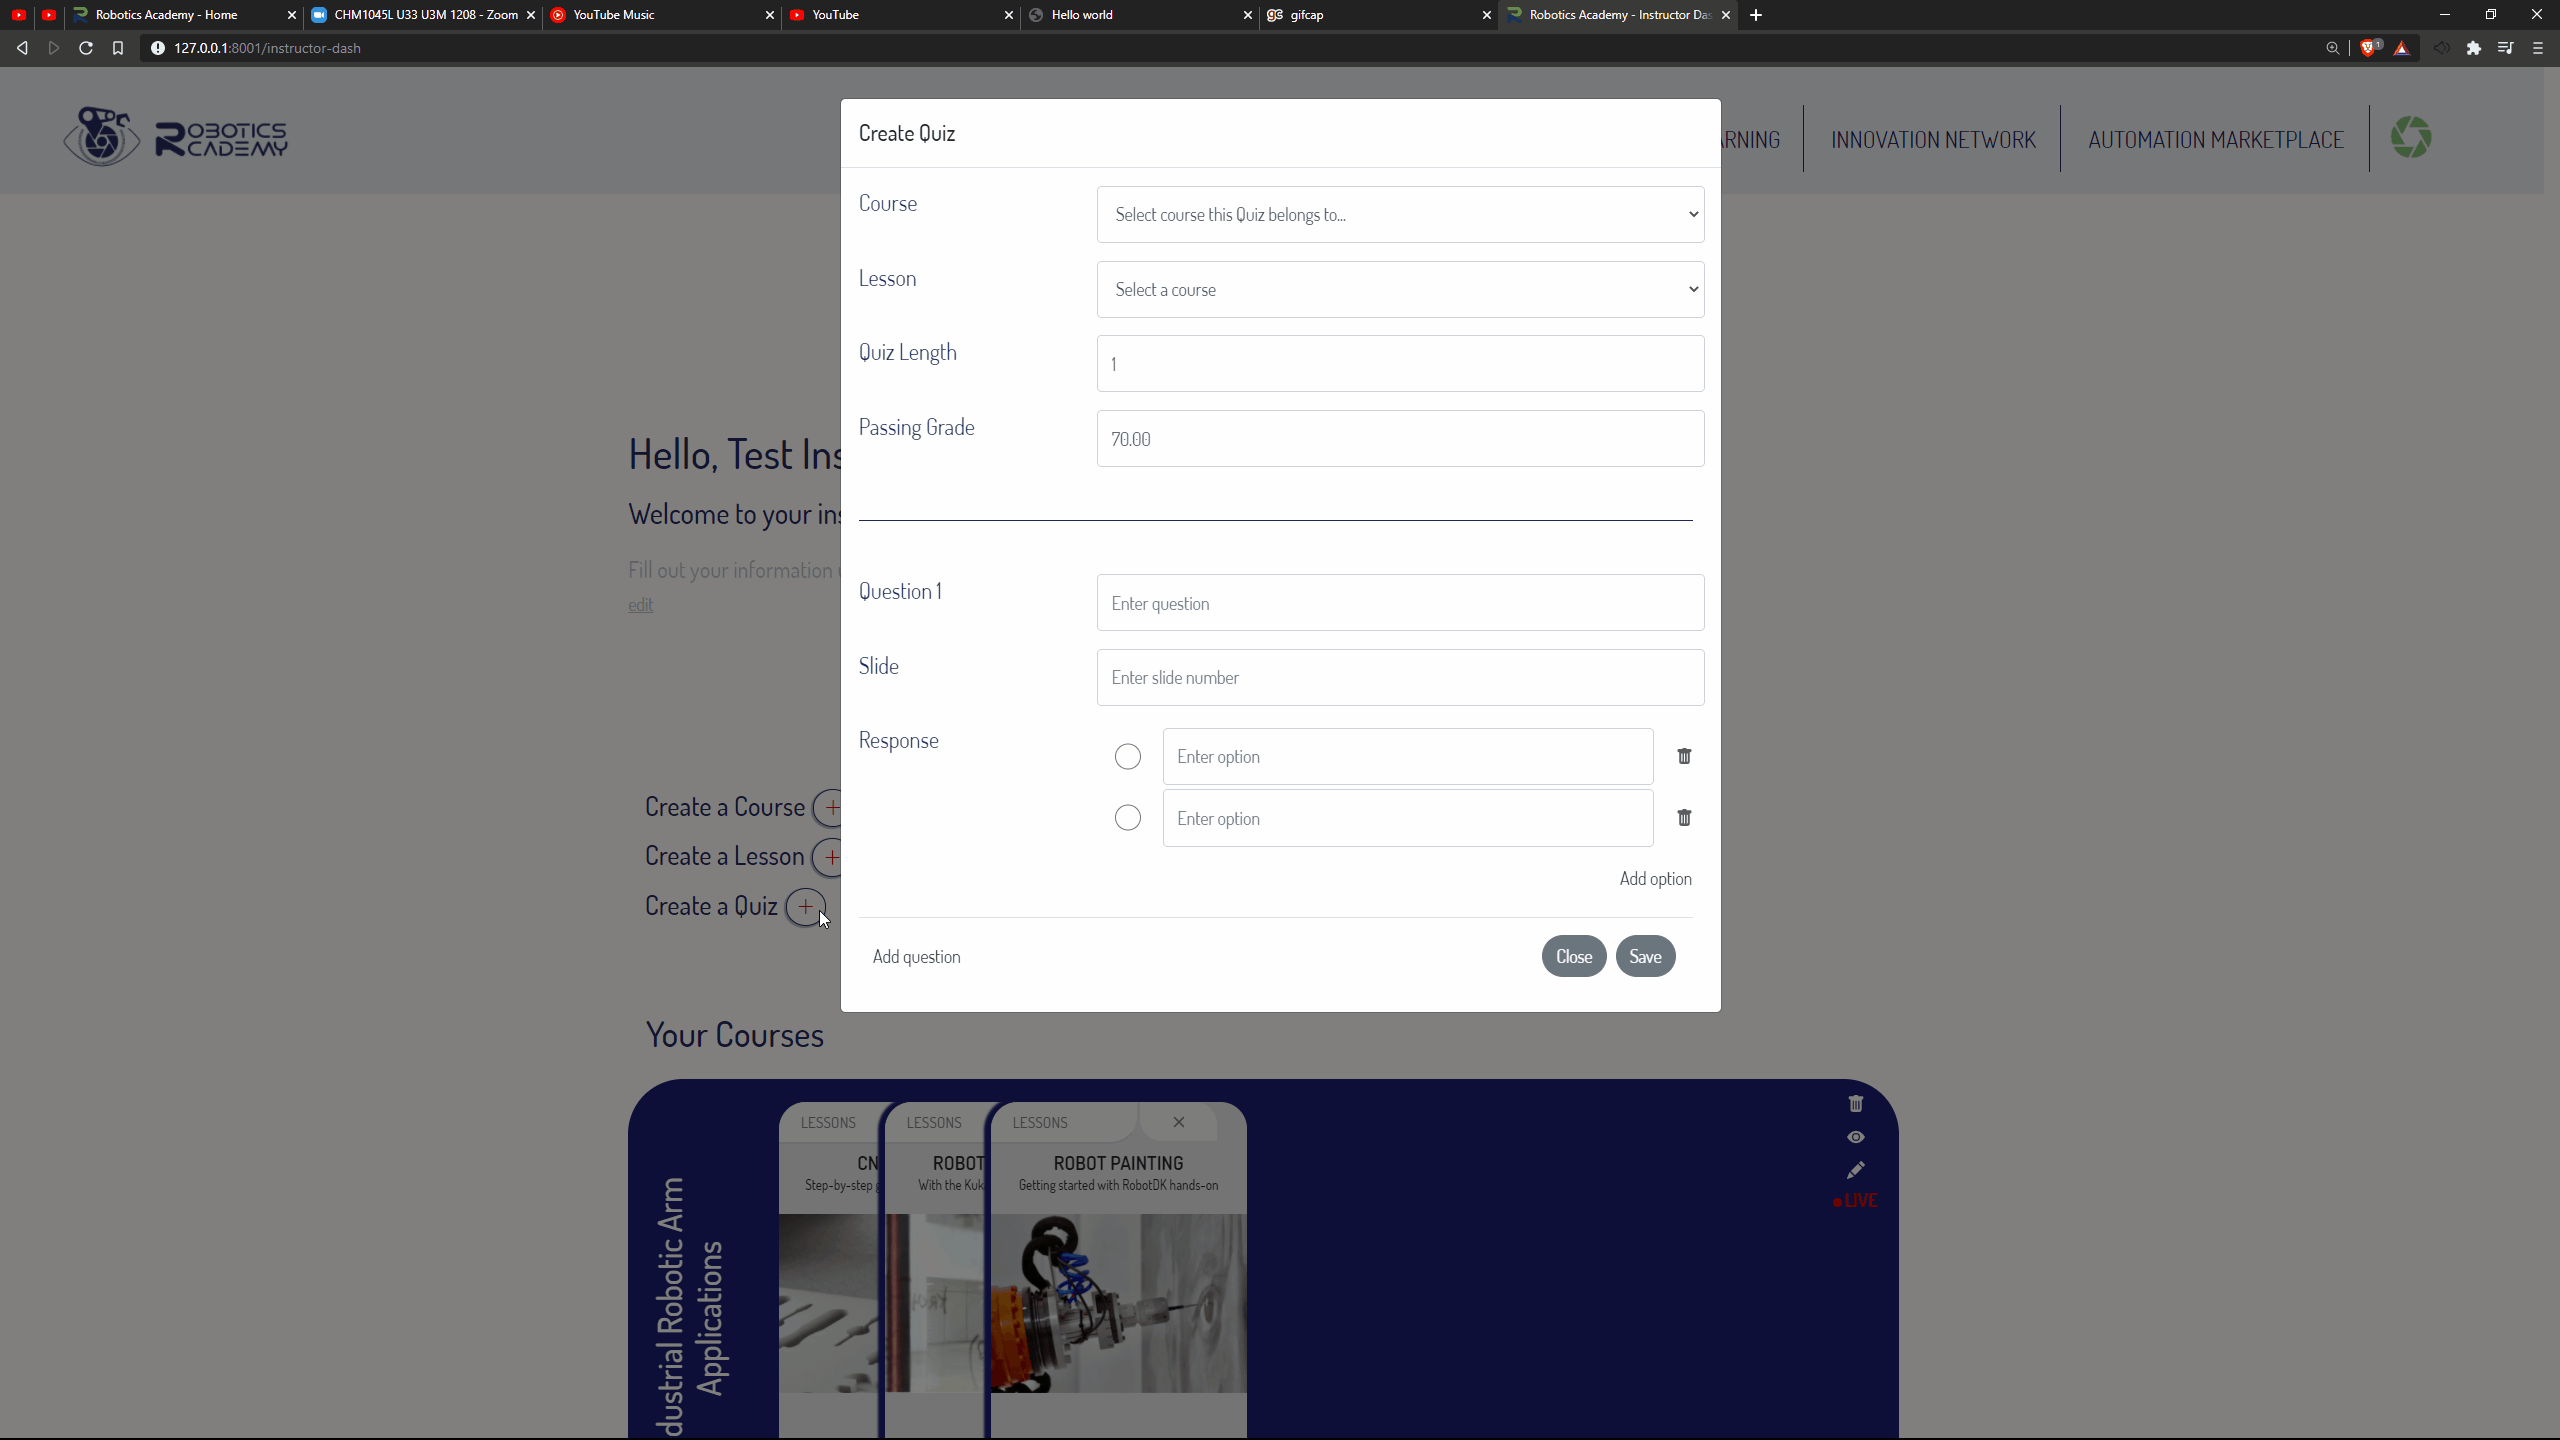 Robotics Academy - Home
CHM1045L U33 U3M 1208 - Zoom
YouTube Music
YouTube
Hello world
gifcap
Robotics Academy - Instructor Das
127.0.0.1:8001/instructor-dash
ROBOTICS
ACADEMY
RNING
INNOVATION NETWORK
AUTOMATION MARKETPLACE
Create Quiz
Course
Select course this Quiz belongs to...
Lesson
Select a course
Quiz Length
1
Passing Grade
70.00
Question 1
Enter question
Slide
Enter slide number
Response
Enter option
Enter option
Add option
Add question
Close
Save
Hello, Test Ins
Welcome to your ins
Fill out your information
edit
Create a Course
Create a Lesson
Create a Quiz
Your Courses
dustrial Robotic Arm
Applications
LESSONS
CN
Step-by-step
LESSONS
ROBOT
With the Kuk
LESSONS
ROBOT PAINTING
Getting started with RobotDK hands-on
LIVE